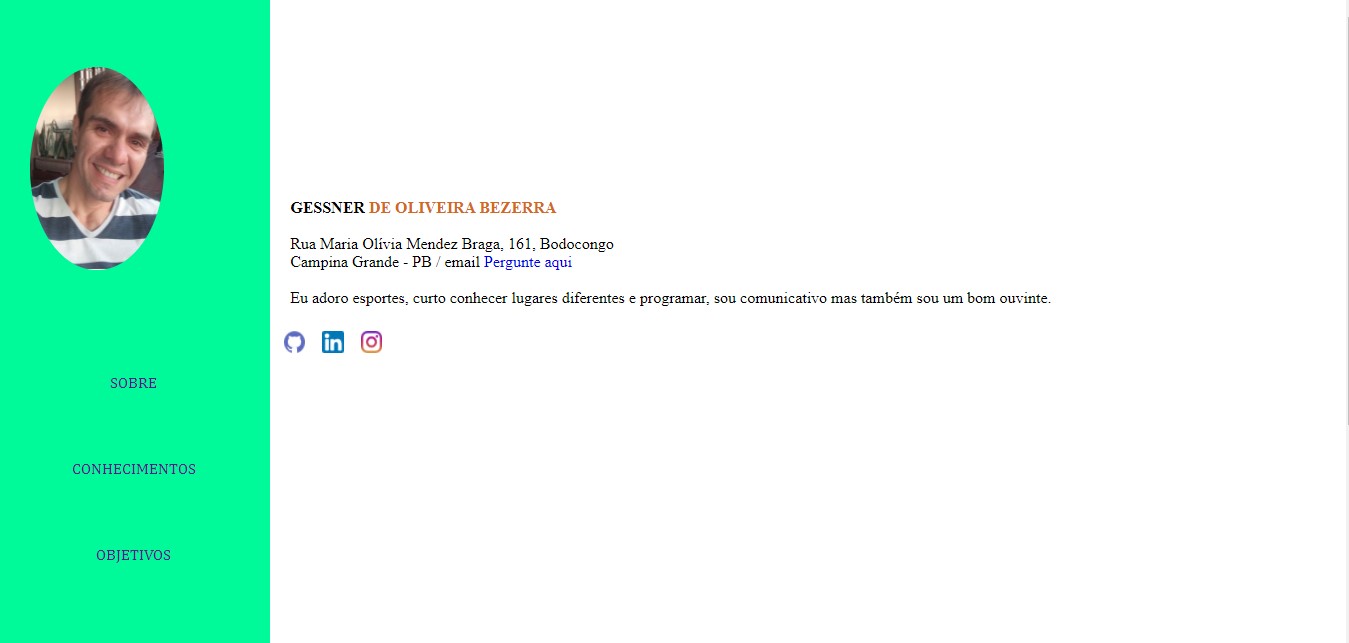 GESSNER DE OLIVEIRA BEZERRA
Rua Maria Olívia Mendez Braga, 161, Bodocongo
Campina Grande - PB / email Pergunte aqui
Eu adoro esportes, curto conhecer lugares diferentes e programar, sou comunicativo mas também sou um bom ouvinte.
in
SOBRE
CONHECIMENTOS
OBJETIVOS